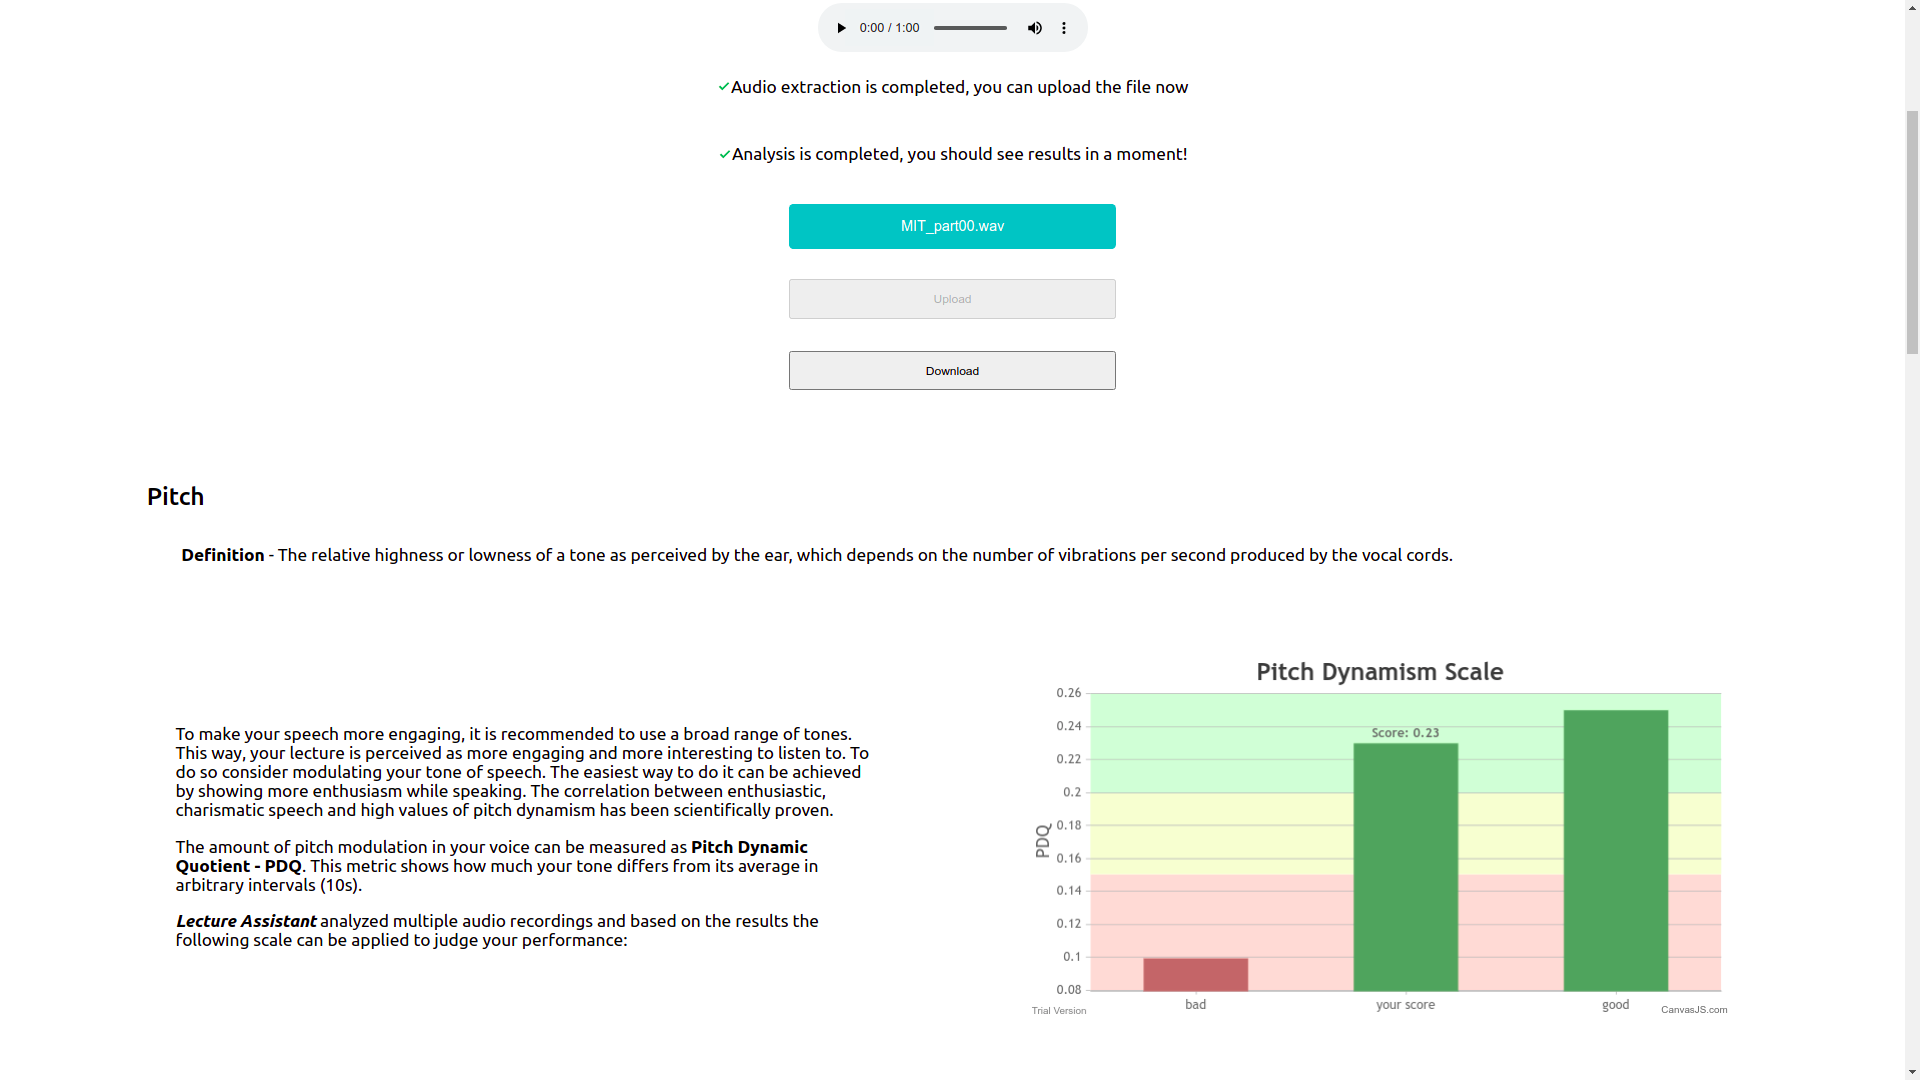 0:00 / 1:00
Audio extraction is completed, you can upload the file now
Analysis is completed, you should see results in a moment!
MIT_part00.wav
Upload
Download
Pitch
Definition - The relative highness or lowness of a tone as perceived by the ear, which depends on the number of vibrations per second produced by the vocal cords.
To make your speech more engaging, it is recommended to use a broad range of tones.
This way, your lecture is perceived as more engaging and more interesting to listen to. To
do so consider modulating your tone of speech. The easiest way to do it can be achieved
by showing more enthusiasm while speaking. The correlation between enthusiastic,
charismatic speech and high values of pitch dynamism has been scientifically proven.
The amount of pitch modulation in your voice can be measured as Pitch Dynamic
Quotient - PDQ. This metric shows how much your tone differs from its average in
arbitrary intervals (10s).
Lecture Assistant analyzed multiple audio recordings and based on the results the
following scale can be applied to judge your performance:
Pitch Dynamism Scale
0.26
0.24
0.22
0.2
0.18
0.16
0.14
0.12
0.1
0.08
PDQ
Score: 0.23
bad
your score
good
Trial Version
CanvasJS.com